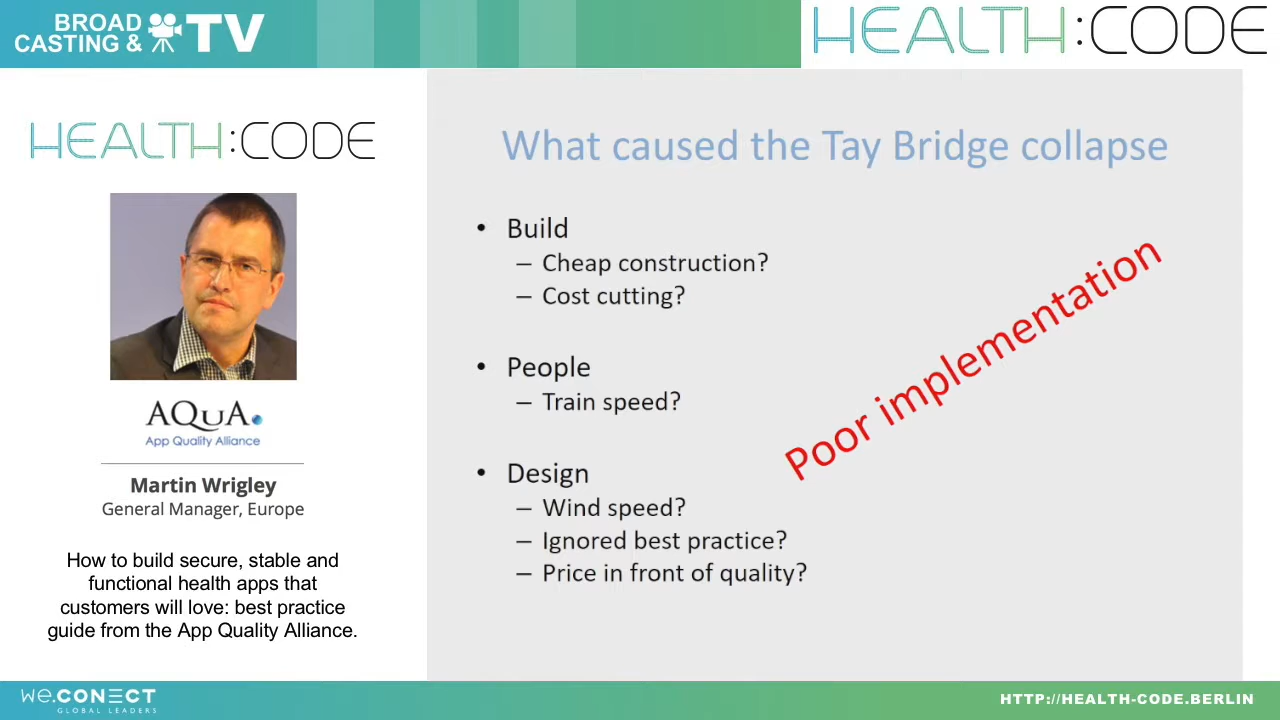 BROAD
CASTING & TV
HEALTH:CODE
HEALTH:CODE
AQUA
App Quality Alliance
Martin Wrigley
General Manager, Europe
How to build secure, stable and
functional health apps that
customers will love: best practice
guide from the App Quality Alliance.
What caused the Tay Bridge collapse
• Build
– Cheap construction?
– Cost cutting?
• People
– Train speed?
• Design
– Wind speed?
– Ignored best practice?
– Price in front of quality?
Poor implementation
we.CONECT
GLOBAL LEADERS
HTTP://HEALTH-CODE.BERLIN